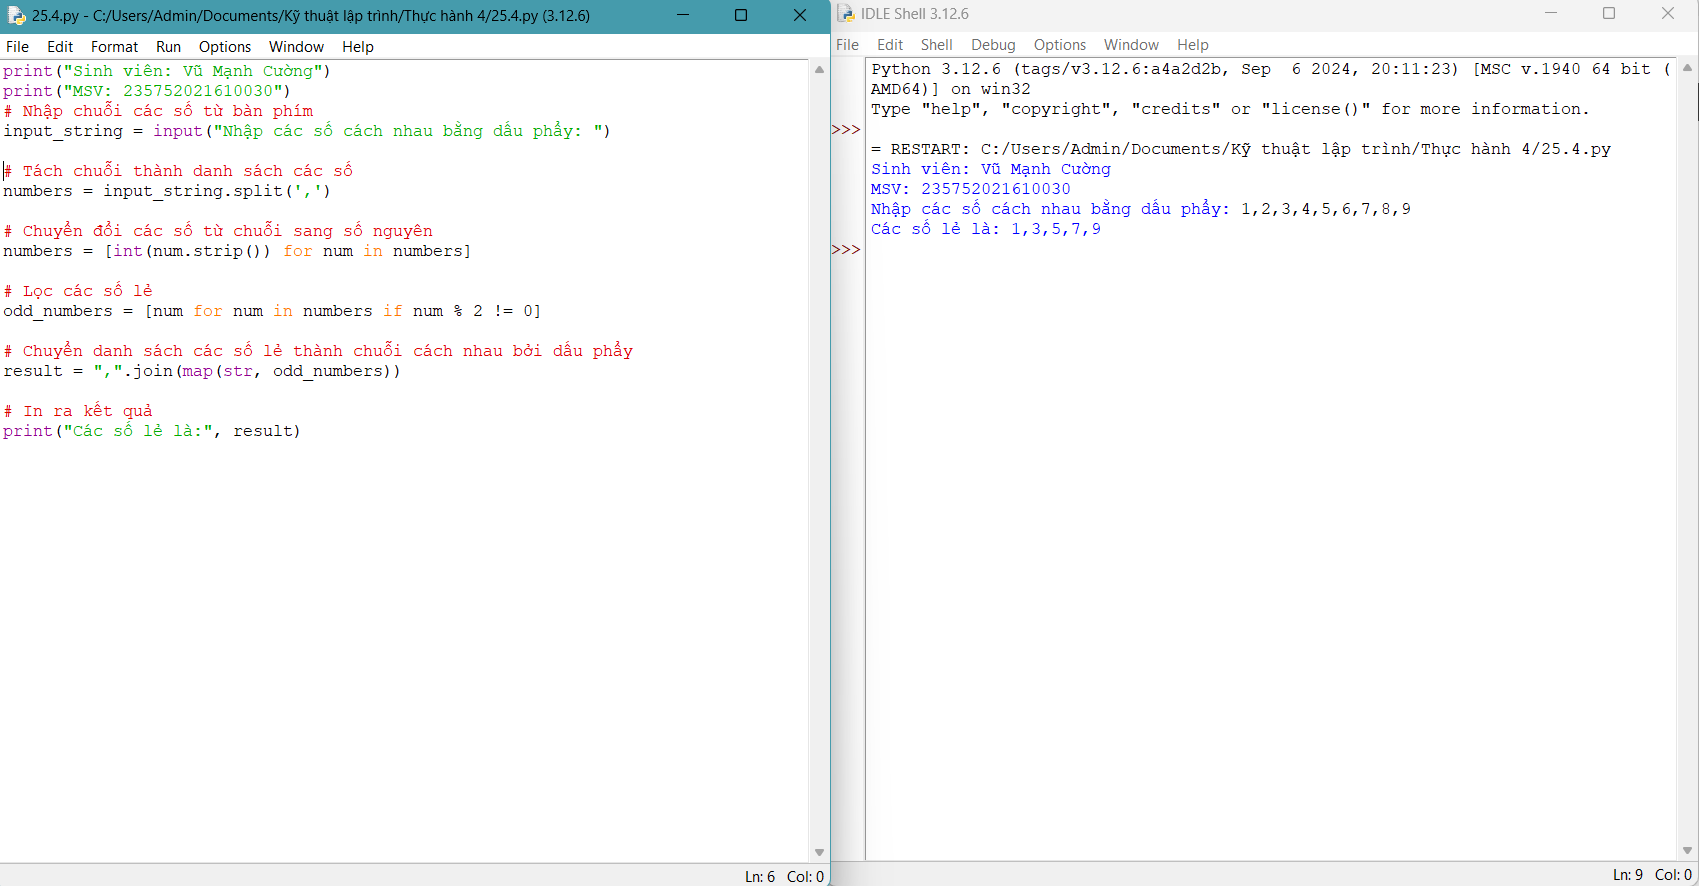 25.4.py - C:/Users/Admin/Documents/Kỹ thuật lập trình/Thực hành 4/25.4.py (3.12.6)
File Edit Format Run Options Window Help
print("Sinh viên: Vũ Mạnh Cường")
print("MSV: 235752021610030")
# Nhập chuỗi các số từ bàn phím
input_string = input("Nhập các số cách nhau bằng dấu phẩy: ")
# Tách chuỗi thành danh sách các số
numbers = input_string.split(',')
# Chuyển đổi các số từ chuỗi sang số nguyên
numbers = [int(num.strip()) for num in numbers]
# Lọc các số lẻ
odd_numbers = [num for num in numbers if num % 2 != 0]
# Chuyển danh sách các số lẻ thành chuỗi cách nhau bởi dấu phẩy
result = ",".join(map(str, odd_numbers))
# In ra kết quả
print("Các số lẻ là:", result)
Ln: 6 Col: 0
IDLE Shell 3.12.6
File Edit Shell Debug Options Window Help
Python 3.12.6 (tags/v3.12.6:a4a2d2b, Sep  6 2024, 20:11:23) [MSC v.1940 64 bit (
AMD64)] on win32
Type "help", "copyright", "credits" or "license()" for more information.
>>>
= RESTART: C:/Users/Admin/Documents/Kỹ thuật lập trình/Thực hành 4/25.4.py
Sinh viên: Vũ Mạnh Cường
MSV: 235752021610030
Nhập các số cách nhau bằng dấu phẩy: 1,2,3,4,5,6,7,8,9
Các số lẻ là: 1,3,5,7,9
>>>
Ln: 9 Col: 0